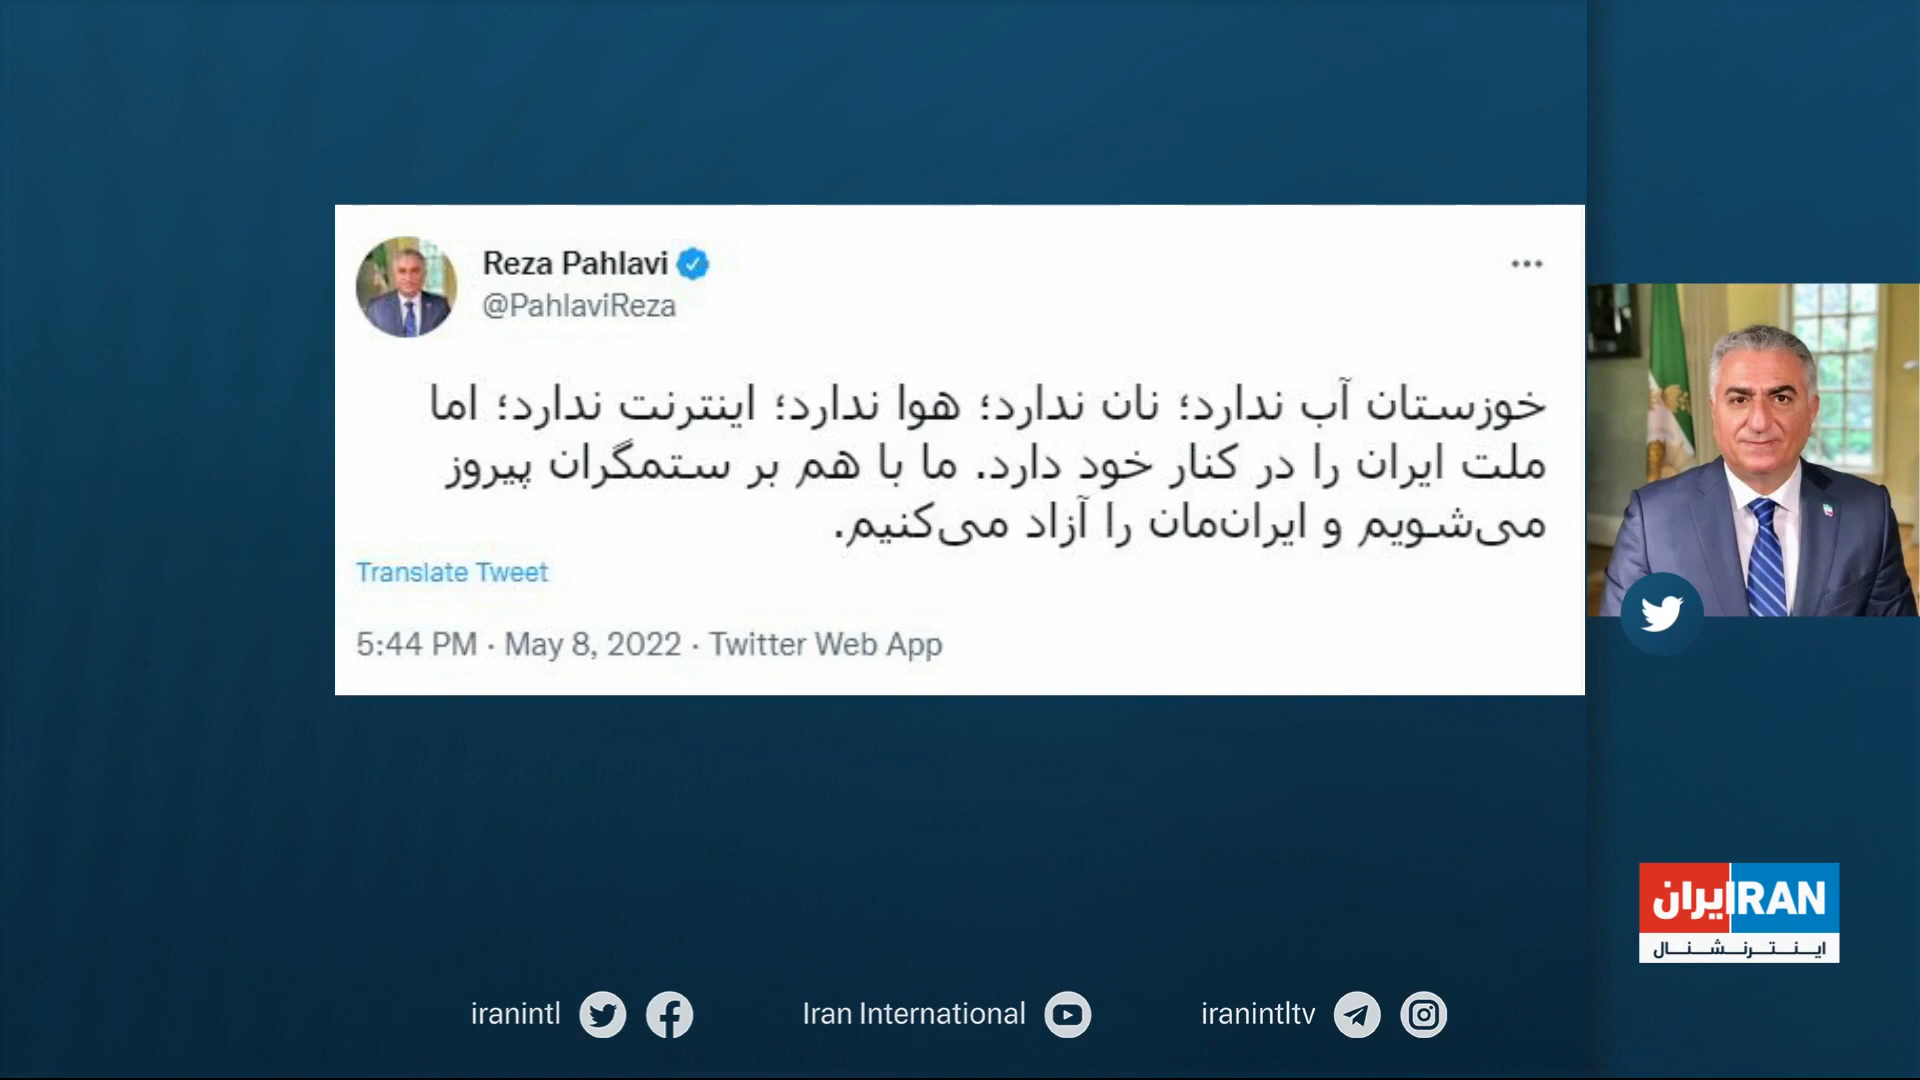 Reza Pahlavi
@PahlaviReza
خوزستان آب ندارد؛ نان ندارد؛ هوا ندارد؛ اینترنت ندارد؛ اما
ملت ایران را در کنار خود دارد. ما با هم بر ستمگران پیروز
می‌شویم و ایران‌مان را آزاد می‌کنیم.
Translate Tweet
5:44 PM · May 8, 2022 · Twitter Web App
ایران IRAN
اینترنشنال
iranintl
Iran International
iranintltv